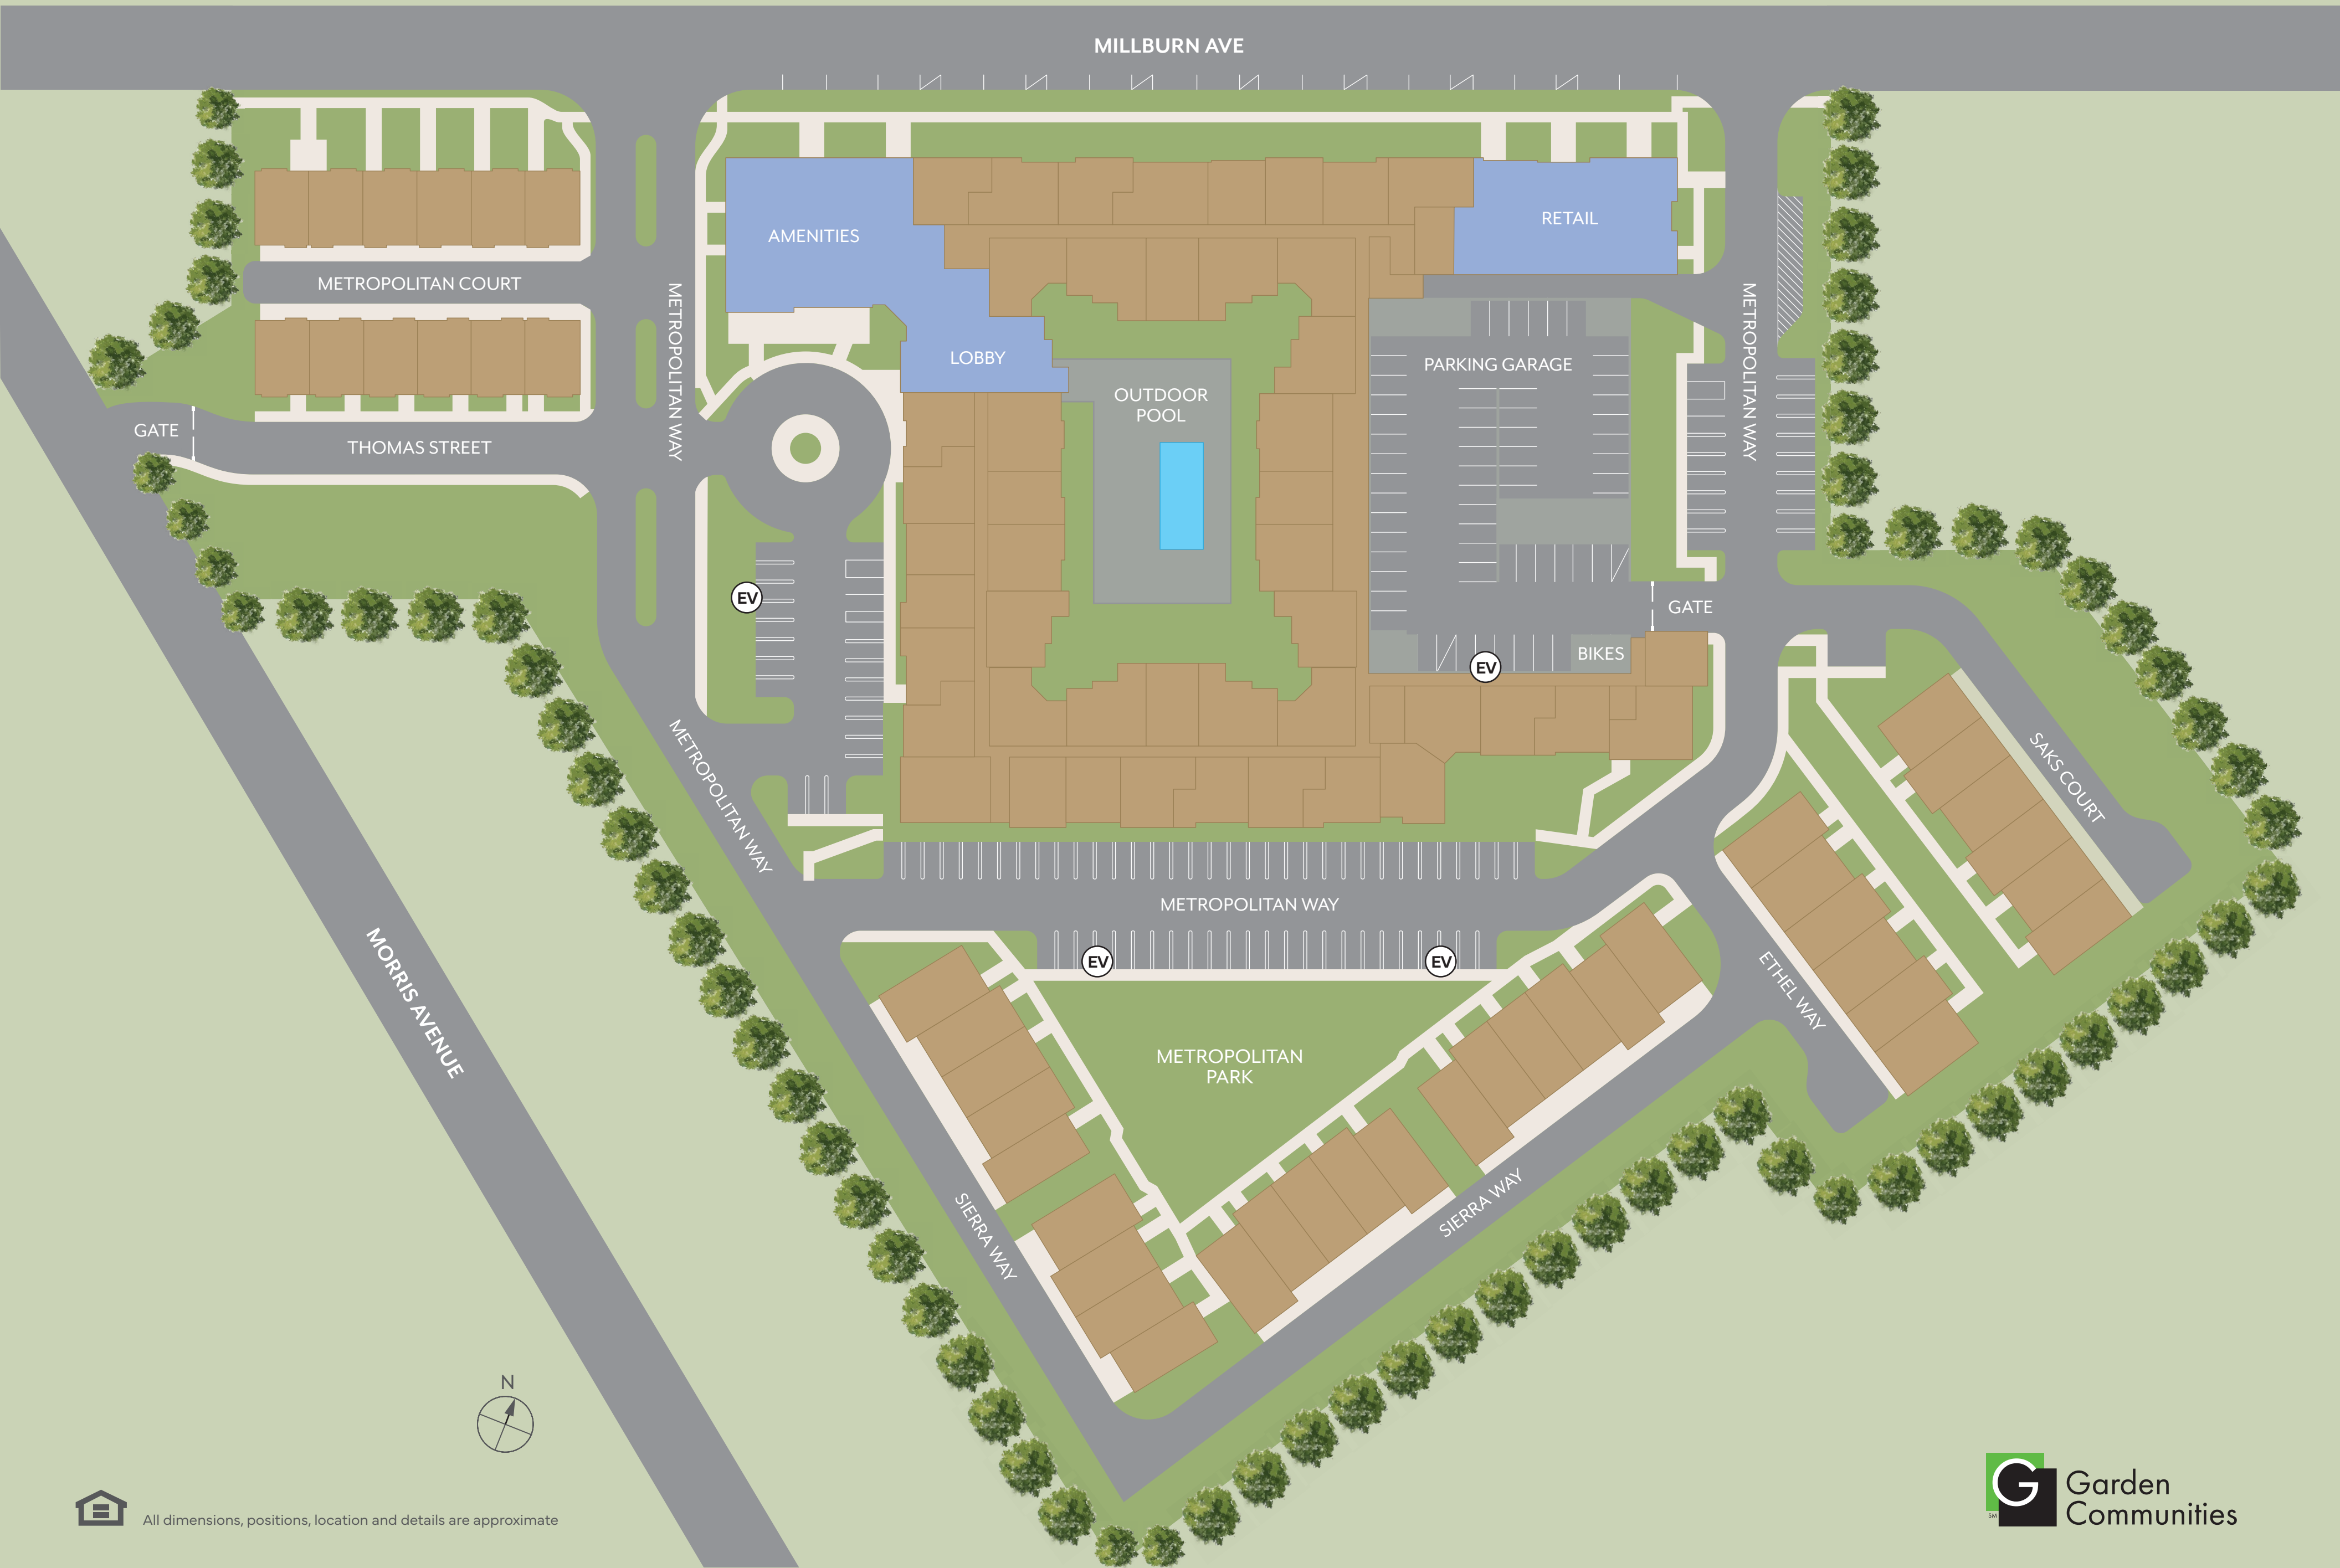 MILLBURN AVE
AMENITIES
RETAIL
METROPOLITAN COURT
METROPOLITAN WAY
METROPOLITAN WAY
LOBBY
PARKING GARAGE
OUTDOOR
POOL
GATE
THOMAS STREET
EV
GATE
BIKES
EV
METROPOLITAN WAY
SAKS COURT
METROPOLITAN WAY
EV
EV
ETHEL WAY
MORRIS AVENUE
METROPOLITAN
PARK
SIERRA WAY
SIERRA WAY
N
All dimensions, positions, location and details are approximate
G
SM
Garden
Communities